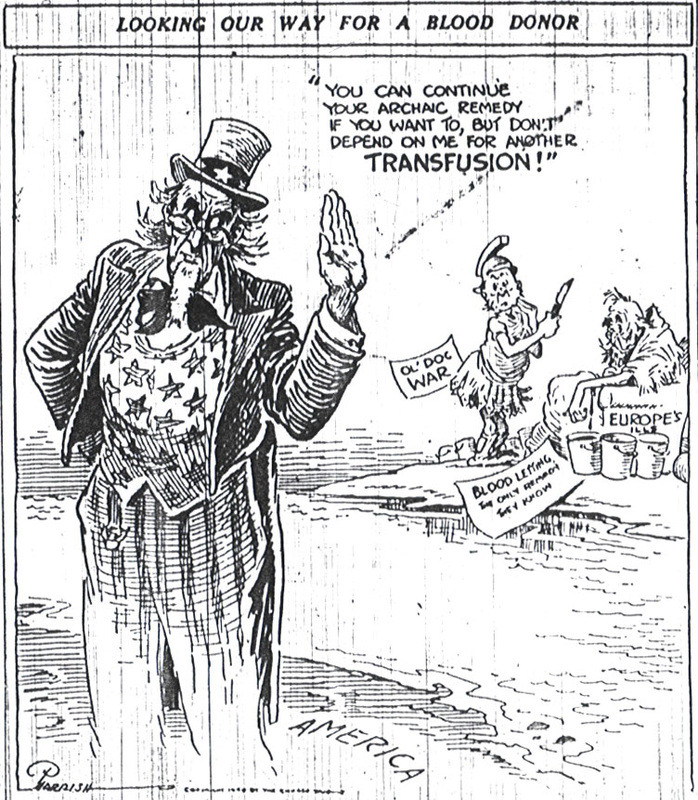 LOOKING OUR WAY FOR A BLOOD DONOR
"YOU CAN CONTINUE
YOUR ARCHAIC REMEDY
IF YOU WANT TO, BUT DON'T
DEPEND ON ME FOR ANOTHER
TRANSFUSION!"
OL' DOC
WAR
EUROPE'S
ILLS
BLOOD LETTING
THE ONLY REMEDY
THEY KNOW
AMERICA
PARRISH